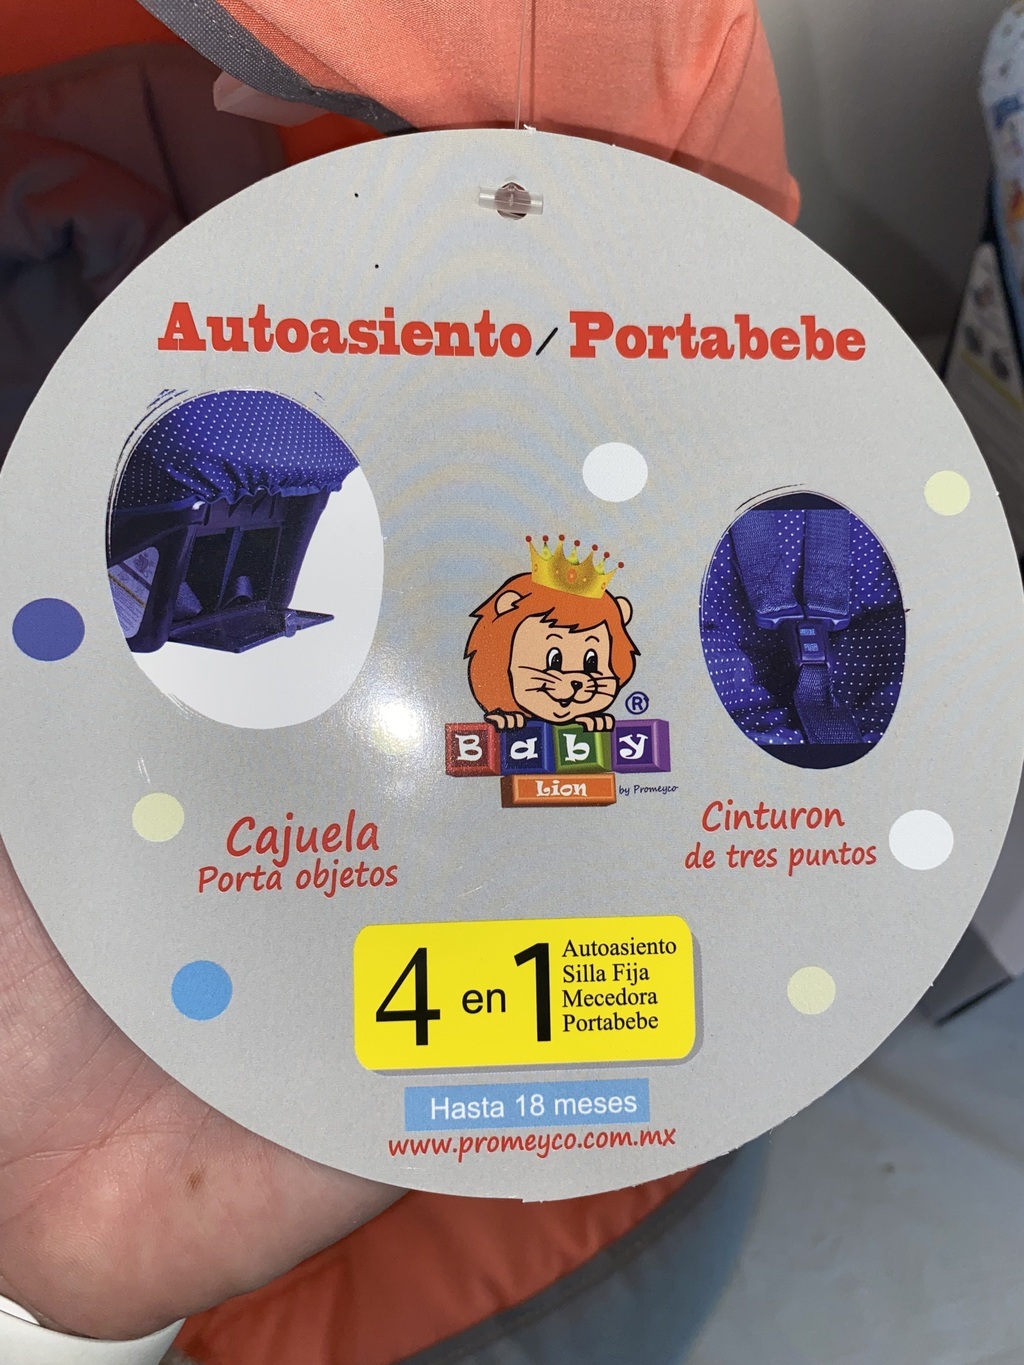 Autoasiento / Portabebe
®
Baby
Lion by Promeyco
Cajuela
Porta objetos
Cinturon
de tres puntos
4 en 1
Autoasiento
Silla Fija
Mecedora
Portabebe
Hasta 18 meses
www.promeyco.com.mx